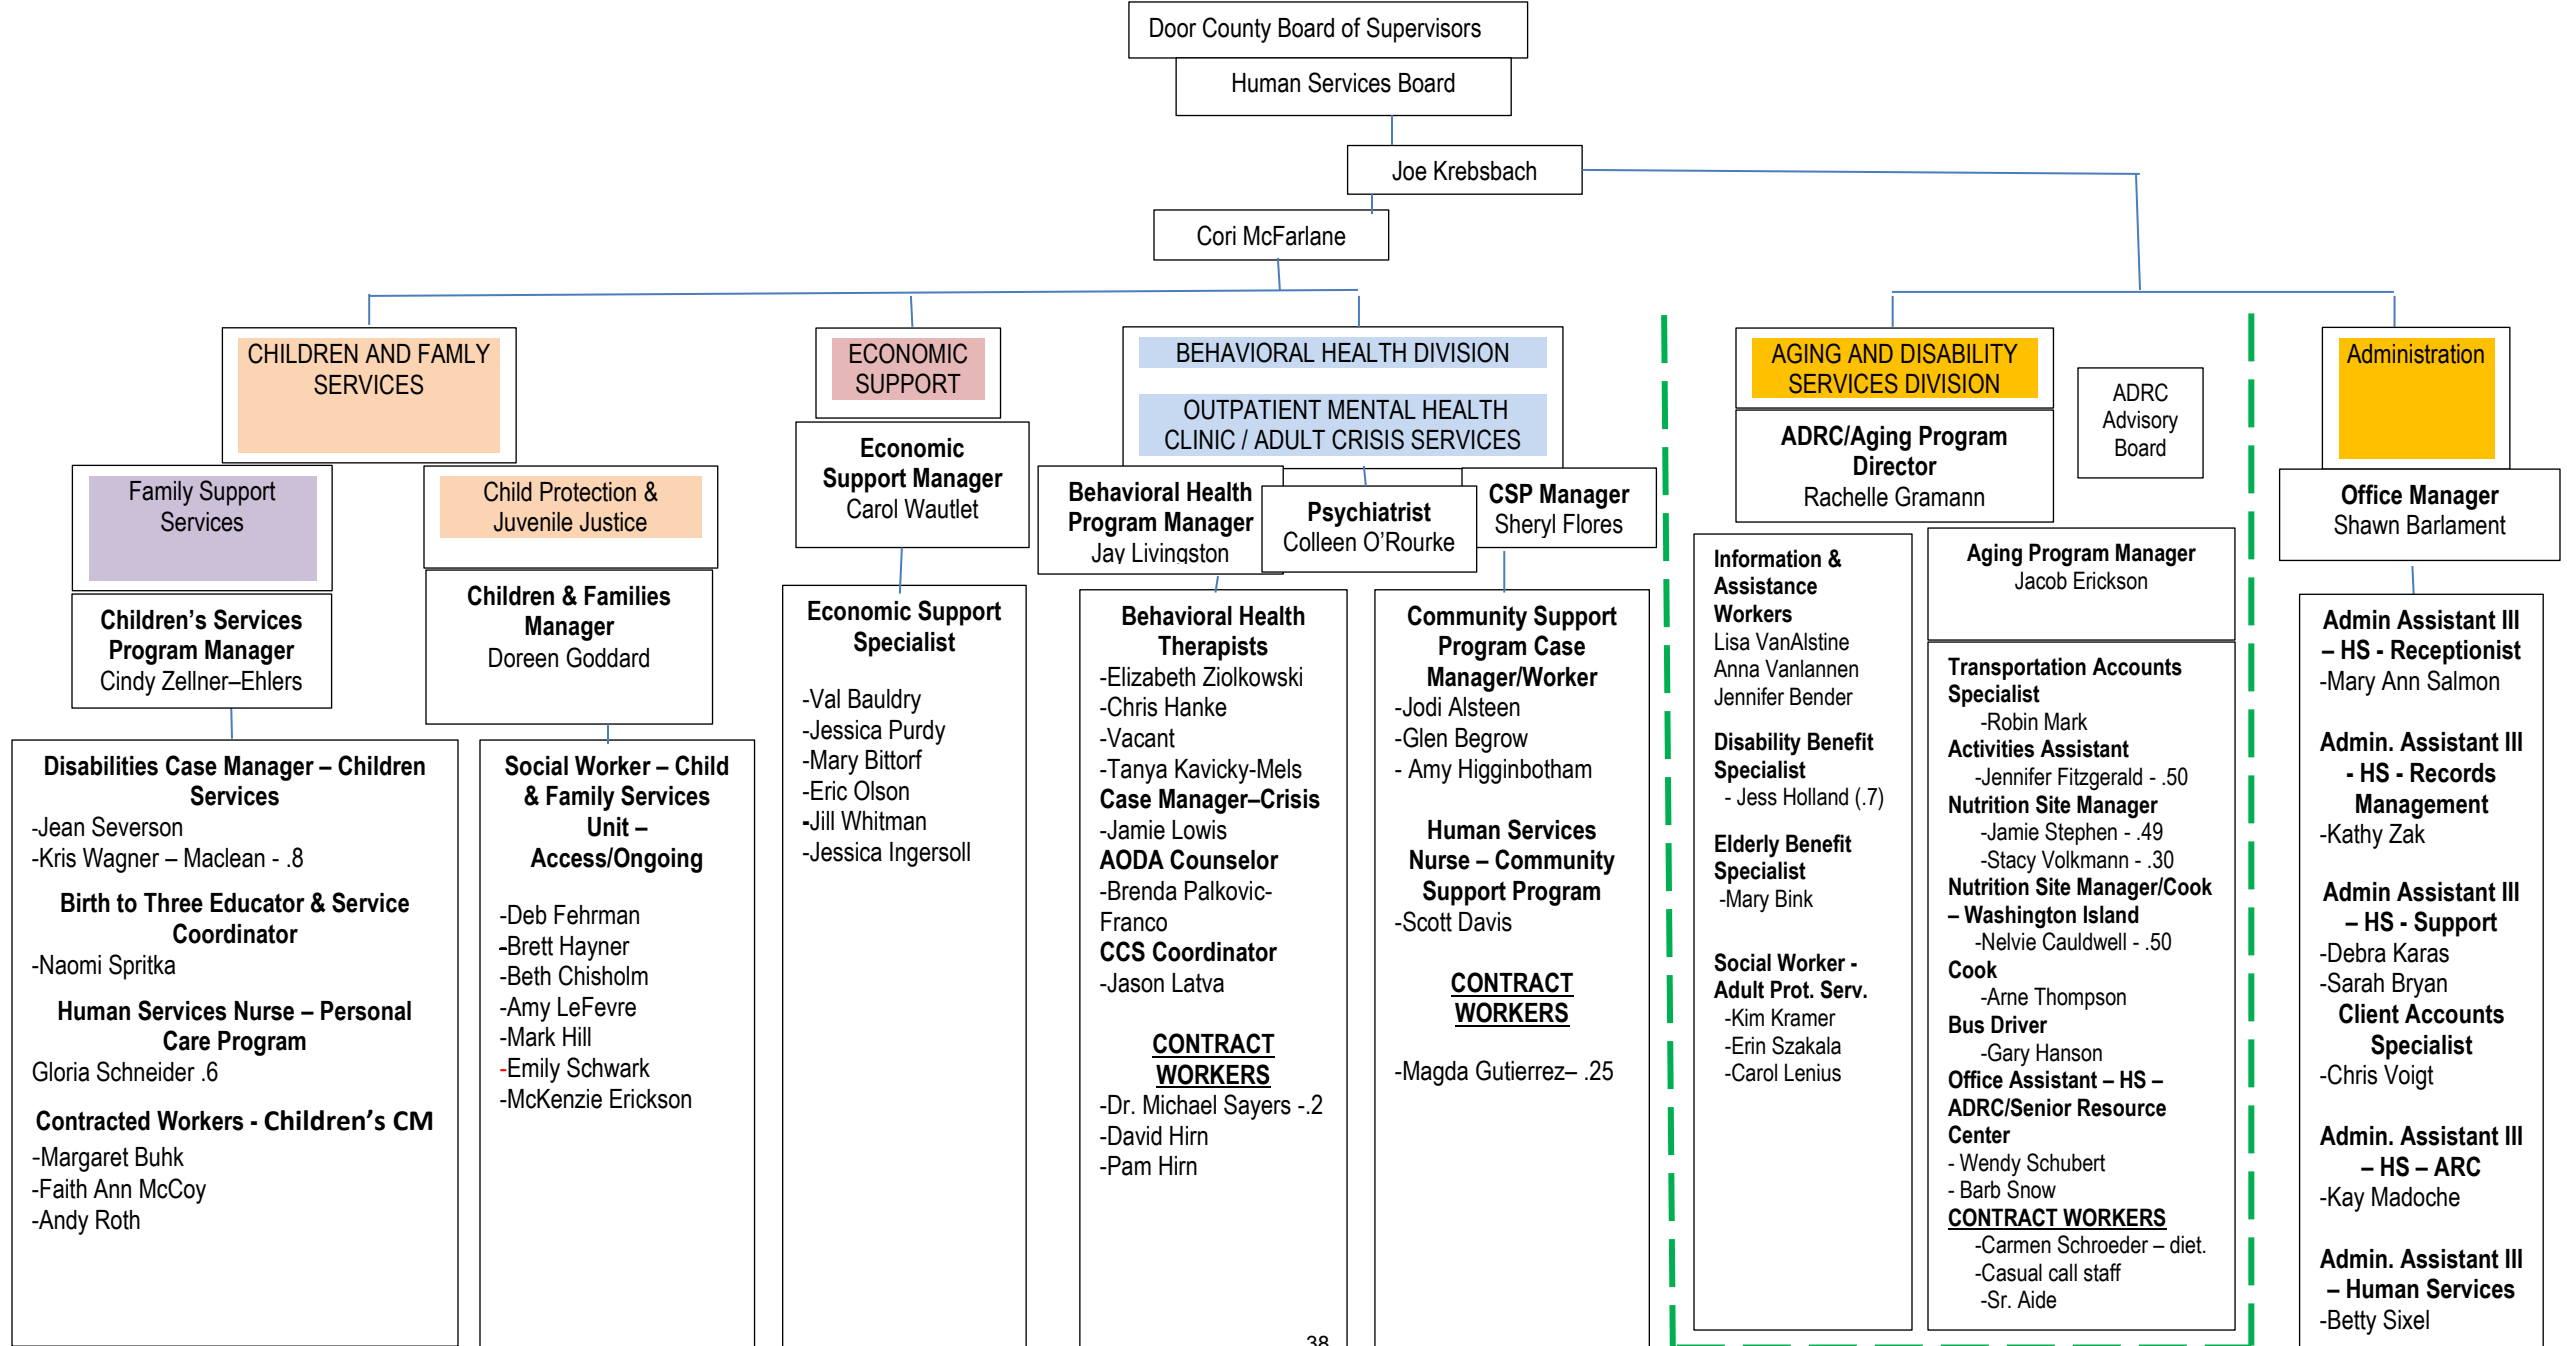 Door County Board of Supervisors
Human Services Board
Joe Krebsbach
Cori McFarlane
CHILDREN AND FAMLY
SERVICES
Family Support
Services
Children’s Services
Program Manager
Cindy Zellner–Ehlers
Disabilities Case Manager – Children
Services
-Jean Severson
-Kris Wagner – Maclean - .8
Birth to Three Educator & Service
Coordinator
-Naomi Spritka
Human Services Nurse – Personal
Care Program
Gloria Schneider .6
Contracted Workers - Children’s CM
-Margaret Buhk
-Faith Ann McCoy
-Andy Roth
Child Protection &
Juvenile Justice
Children & Families
Manager
Doreen Goddard
Social Worker – Child
& Family Services
Unit –
Access/Ongoing
-Deb Fehrman
-Brett Hayner
-Beth Chisholm
-Amy LeFevre
-Mark Hill
-Emily Schwark
-McKenzie Erickson
ECONOMIC
SUPPORT
Economic
Support Manager
Carol Wautlet
Economic Support
Specialist
-Val Bauldry
-Jessica Purdy
-Mary Bittorf
-Eric Olson
-Jill Whitman
-Jessica Ingersoll
BEHAVIORAL HEALTH DIVISION
OUTPATIENT MENTAL HEALTH
CLINIC / ADULT CRISIS SERVICES
Behavioral Health
Program Manager
Jay Livingston
Psychiatrist
Colleen O’Rourke
CSP Manager
Sheryl Flores
Behavioral Health
Therapists
-Elizabeth Ziolkowski
-Chris Hanke
-Vacant
-Tanya Kavicky-Mels
Case Manager–Crisis
-Jamie Lowis
AODA Counselor
-Brenda Palkovic-
Franco
CCS Coordinator
-Jason Latva
CONTRACT
WORKERS
-Dr. Michael Sayers -.2
-David Hirn
-Pam Hirn
Community Support
Program Case
Manager/Worker
-Jodi Alsteen
-Glen Begrow
- Amy Higginbotham
Human Services
Nurse – Community
Support Program
-Scott Davis
CONTRACT
WORKERS
-Magda Gutierrez– .25
AGING AND DISABILITY
SERVICES DIVISION
ADRC/Aging Program
Director
Rachelle Gramann
ADRC
Advisory
Board
Information &
Assistance
Workers
Lisa VanAlstine
Anna Vanlannen
Jennifer Bender
Disability Benefit
Specialist
- Jess Holland (.7)
Elderly Benefit
Specialist
-Mary Bink
Social Worker -
Adult Prot. Serv.
-Kim Kramer
-Erin Szakala
-Carol Lenius
Aging Program Manager
Jacob Erickson
Transportation Accounts
Specialist
-Robin Mark
Activities Assistant
-Jennifer Fitzgerald - .50
Nutrition Site Manager
-Jamie Stephen - .49
-Stacy Volkmann - .30
Nutrition Site Manager/Cook
– Washington Island
-Nelvie Cauldwell - .50
Cook
-Arne Thompson
Bus Driver
-Gary Hanson
Office Assistant – HS –
ADRC/Senior Resource
Center
- Wendy Schubert
- Barb Snow
CONTRACT WORKERS
-Carmen Schroeder – diet.
-Casual call staff
-Sr. Aide
Administration
Office Manager
Shawn Barlament
Admin Assistant III
– HS - Receptionist
-Mary Ann Salmon
Admin. Assistant III
- HS - Records
Management
-Kathy Zak
Admin Assistant III
– HS - Support
-Debra Karas
-Sarah Bryan
Client Accounts
Specialist
-Chris Voigt
Admin. Assistant III
– HS – ARC
-Kay Madoche
Admin. Assistant III
– Human Services
-Betty Sixel
38